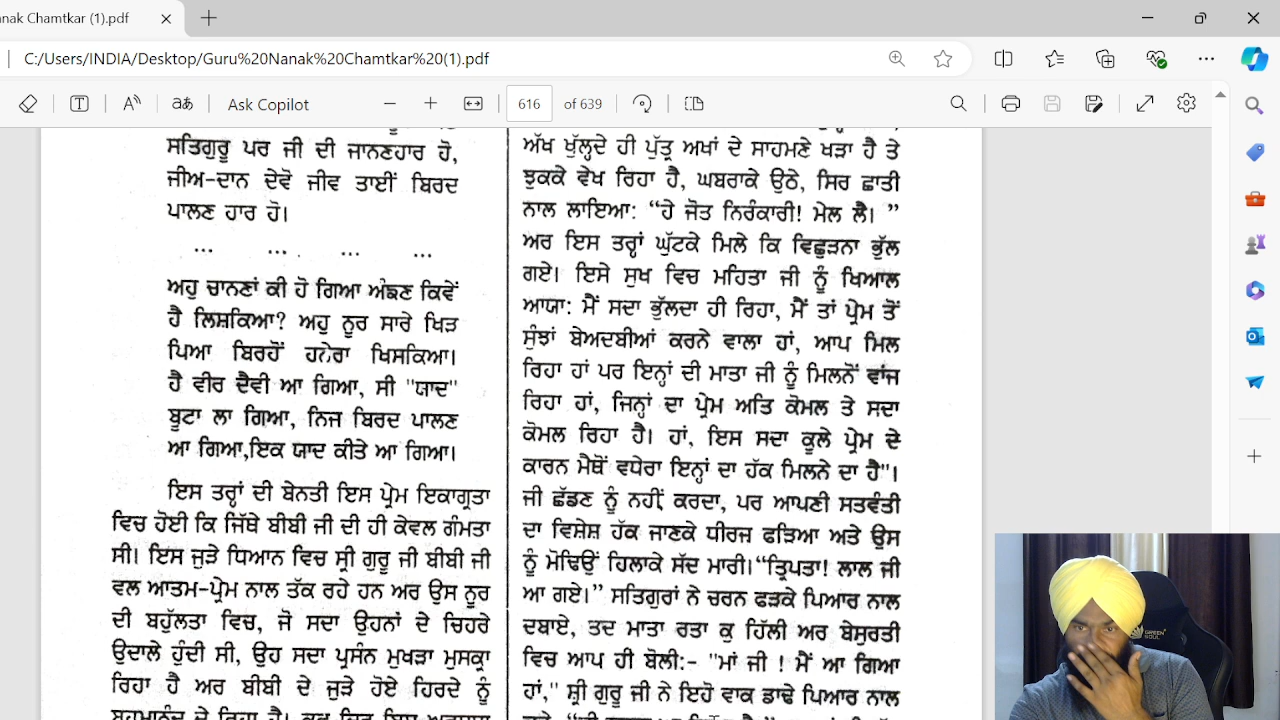 nak Chamtkar (1).pdf
C:/Users/INDIA/Desktop/Guru%20Nanak%20Chamtkar%20(1).pdf
Ask Copilot
616 of 639
ਸਤਿਗੁਰੂ ਪਰ ਜੀ ਦੀ ਜਾਨਣਹਾਰ ਹੋ,
ਜੀਅ-ਦਾਨ ਦੇਵੋ ਜੀਵ ਤਾਈਂ ਬਿਰਦ
ਪਾਲਣ ਹਾਰ ਹੋ।
... ... ... ...
ਅਹੁ ਚਾਨਣਾਂ ਕੀ ਹੋ ਗਿਆ ਅੰਙਣ ਕਿਵੇਂ
ਹੈ ਲਿਸ਼ਕਿਆ? ਅਹੁ ਨੂਰ ਸਾਰੇ ਖਿੜ
ਪਿਆ ਬਿਰਹੋਂ ਹਨੇਰਾ ਖਿਸਕਿਆ।
ਹੈ ਵੀਰ ਦੈਵੀ ਆ ਗਿਆ, ਸੀ "ਯਾਦ"
ਬੂਟਾ ਲਾ ਗਿਆ, ਨਿਜ ਬਿਰਦ ਪਾਲਣ
ਆ ਗਿਆ,ਇਕ ਯਾਦ ਕੀਤੇ ਆ ਗਿਆ।
ਇਸ ਤਰ੍ਹਾਂ ਦੀ ਬੇਨਤੀ ਇਸ ਪ੍ਰੇਮ ਇਕਾਗ੍ਰਤਾ
ਵਿਚ ਹੋਈ ਕਿ ਜਿੱਥੇ ਬੀਬੀ ਜੀ ਦੀ ਹੀ ਕੇਵਲ ਗੰਮਤਾ
ਸੀ। ਇਸ ਜੁੜੇ ਧਿਆਨ ਵਿਚ ਸ੍ਰੀ ਗੁਰੂ ਜੀ ਬੀਬੀ ਜੀ
ਵਲ ਆਤਮ-ਪ੍ਰੇਮ ਨਾਲ ਤੱਕ ਰਹੇ ਹਨ ਅਰ ਉਸ ਨੂਰ
ਦੀ ਬਹੁੱਲਤਾ ਵਿਚ, ਜੋ ਸਦਾ ਉਹਨਾਂ ਦੇ ਚਿਹਰੇ
ਉਦਾਲੇ ਹੁੰਦੀ ਸੀ, ਉਹ ਸਦਾ ਪ੍ਰਸੰਨ ਮੁਖੜਾ ਮੁਸਕ੍ਰਾ
ਰਿਹਾ ਹੈ ਅਰ ਬੀਬੀ ਦੇ ਜੁੜੇ ਹੋਏ ਹਿਰਦੇ ਨੂੰ
ਅੱਖ ਖੁੱਲ੍ਹਦੇ ਹੀ ਪੁੱਤ੍ਰ ਅਖਾਂ ਦੇ ਸਾਹਮਣੇ ਖੜਾ ਹੈ ਤੇ
ਝੁਕਕੇ ਵੇਖ ਰਿਹਾ ਹੈ, ਘਬਰਾਕੇ ਉਠੇ, ਸਿਰ ਛਾਤੀ
ਨਾਲ ਲਾਇਆ: “ਹੇ ਜੋਤ ਨਿਰੰਕਾਰੀ! ਮੇਲ ਲੈ। ”
ਅਰ ਇਸ ਤਰ੍ਹਾਂ ਘੁੱਟਕੇ ਮਿਲੇ ਕਿ ਵਿਛੁੜਨਾ ਭੁੱਲ
ਗਏ। ਇਸੇ ਸੁਖ ਵਿਚ ਮਹਿਤਾ ਜੀ ਨੂੰ ਖਿਆਲ
ਆਯਾ: ਮੈਂ ਸਦਾ ਭੁੱਲਦਾ ਹੀ ਰਿਹਾ, ਮੈਂ ਤਾਂ ਪ੍ਰੇਮ ਤੋਂ
ਸੁੰਝਾਂ ਬੇਅਦਬੀਆਂ ਕਰਨੇ ਵਾਲਾ ਹਾਂ, ਆਪ ਮਿਲ
ਰਿਹਾ ਹਾਂ ਪਰ ਇਨ੍ਹਾਂ ਦੀ ਮਾਤਾ ਜੀ ਨੂੰ ਮਿਲਨੋਂ ਵਾਂਜ
ਰਿਹਾ ਹਾਂ, ਜਿਨ੍ਹਾਂ ਦਾ ਪ੍ਰੇਮ ਅਤਿ ਕੋਮਲ ਤੇ ਸਦਾ
ਕੋਮਲ ਰਿਹਾ ਹੈ। ਹਾਂ, ਇਸ ਸਦਾ ਕੂਲੇ ਪ੍ਰੇਮ ਦੇ
ਕਾਰਨ ਮੈਥੋਂ ਵਧੇਰਾ ਇਨ੍ਹਾਂ ਦਾ ਹੱਕ ਮਿਲਨੇ ਦਾ ਹੈ"।
ਜੀ ਛੱਡਣ ਨੂੰ ਨਹੀਂ ਕਰਦਾ, ਪਰ ਆਪਣੀ ਸਤਵੰਤੀ
ਦਾ ਵਿਸ਼ੇਸ਼ ਹੱਕ ਜਾਣਕੇ ਧੀਰਜ ਫੜਿਆ ਅਤੇ ਉਸ
ਨੂੰ ਮੋਢਿਉਂ ਹਿਲਾਕੇ ਸੱਦ ਮਾਰੀ।“ਤ੍ਰਿਪਤਾ! ਲਾਲ ਜੀ
ਆ ਗਏ।” ਸਤਿਗੁਰਾਂ ਨੇ ਚਰਨ ਫੜਕੇ ਪਿਆਰ ਨਾਲ
ਦਬਾਏ, ਤਦ ਮਾਤਾ ਰਤਾ ਕੁ ਹਿੱਲੀ ਅਰ ਬੇਸੁਰਤੀ
ਵਿਚ ਆਪ ਹੀ ਬੋਲੀ:- "ਮਾਂ ਜੀ ! ਮੈਂ ਆ ਗਿਆ
ਹਾਂ," ਸ਼੍ਰੀ ਗੁਰੂ ਜੀ ਨੇ ਇਹੋ ਵਾਕ ਡਾਢੇ ਪਿਆਰ ਨਾਲ